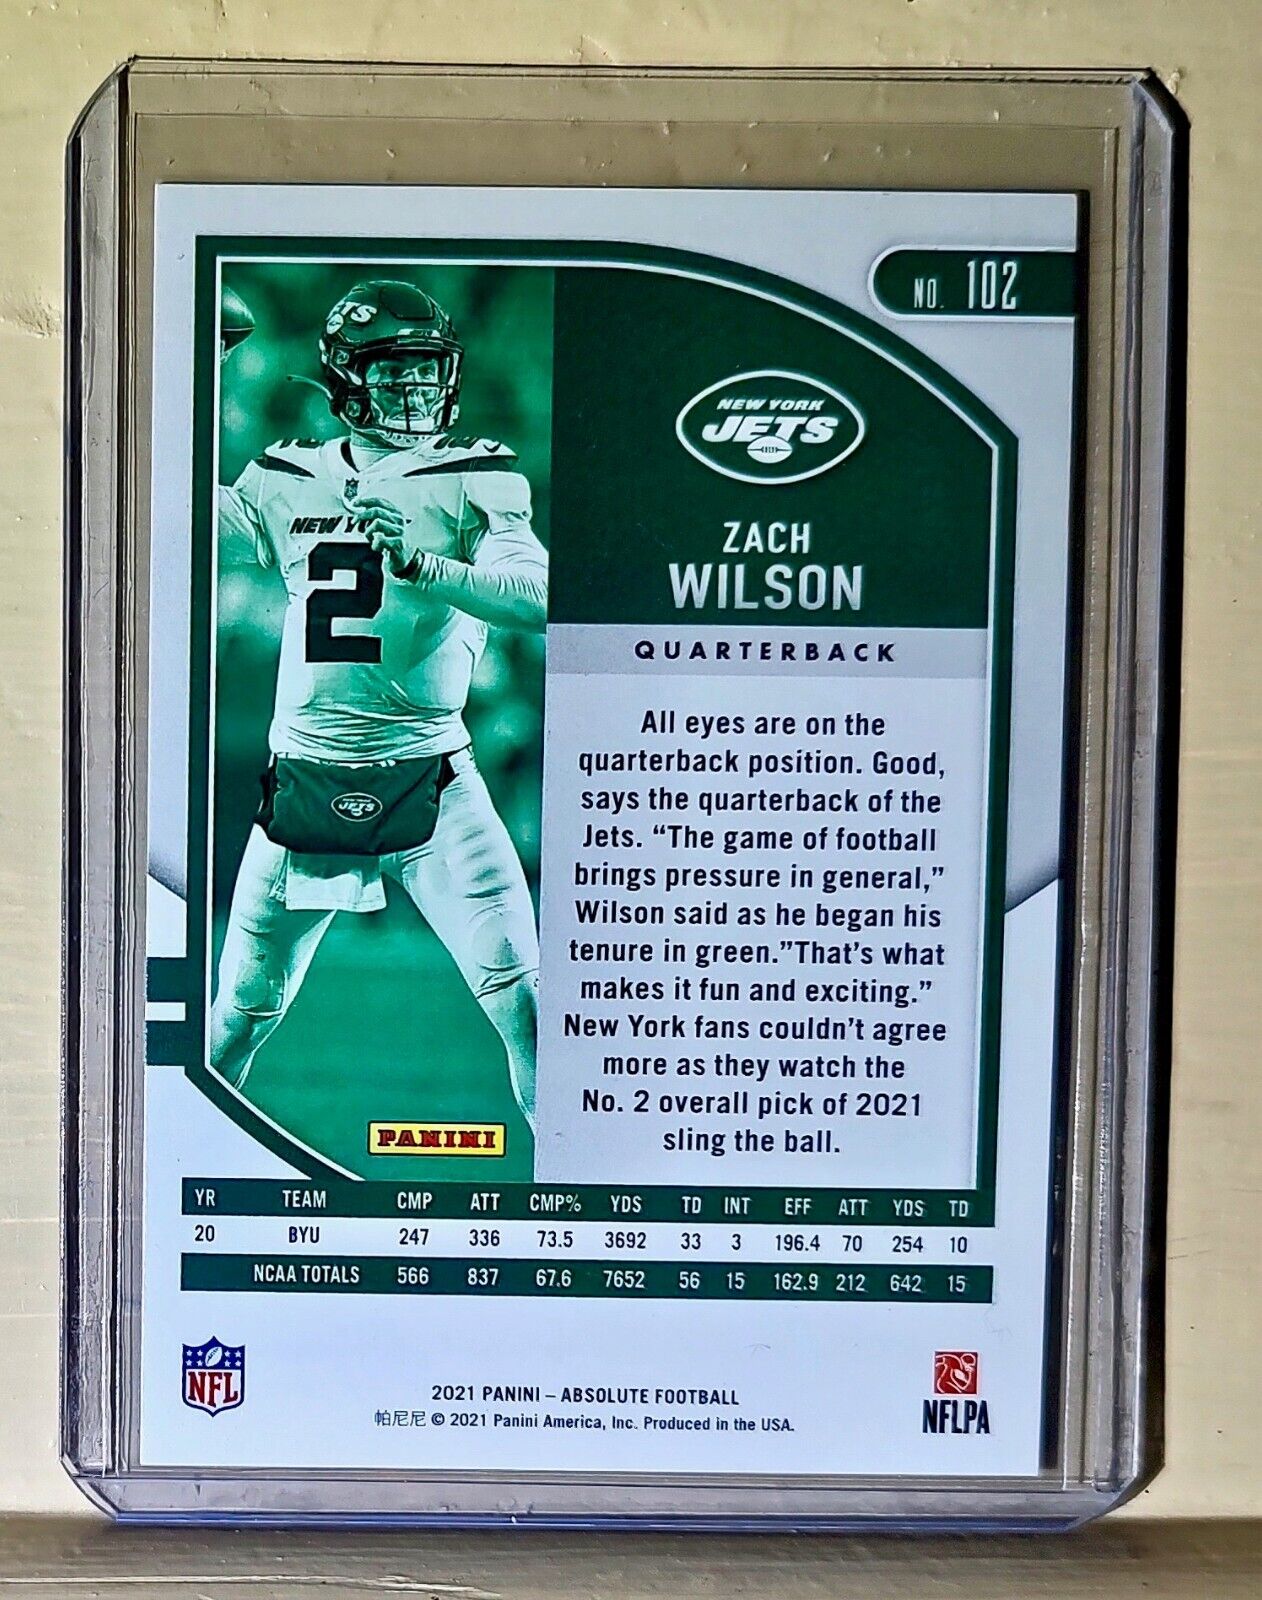 NO. 102
NEW YORK
JETS
ZACH
WILSON
QUARTERBACK
All eyes are on the
quarterback position. Good,
says the quarterback of the
Jets. “The game of football
brings pressure in general,”
Wilson said as he began his
tenure in green.”That’s what
makes it fun and exciting.”
New York fans couldn’t agree
more as they watch the
No. 2 overall pick of 2021
sling the ball.
2
NEW YORK
JETS
PANINI
YR TEAM CMP ATT CMP% YDS TD INT EFF ATT YDS TD
20 BYU 247 336 73.5 3692 33 3 196.4 70 254 10
NCAA TOTALS 566 837 67.6 7652 56 15 162.9 212 642 15
NFL
2021 PANINI – ABSOLUTE FOOTBALL
帕尼尼 © 2021 Panini America, Inc. Produced in the USA.
NFLPA